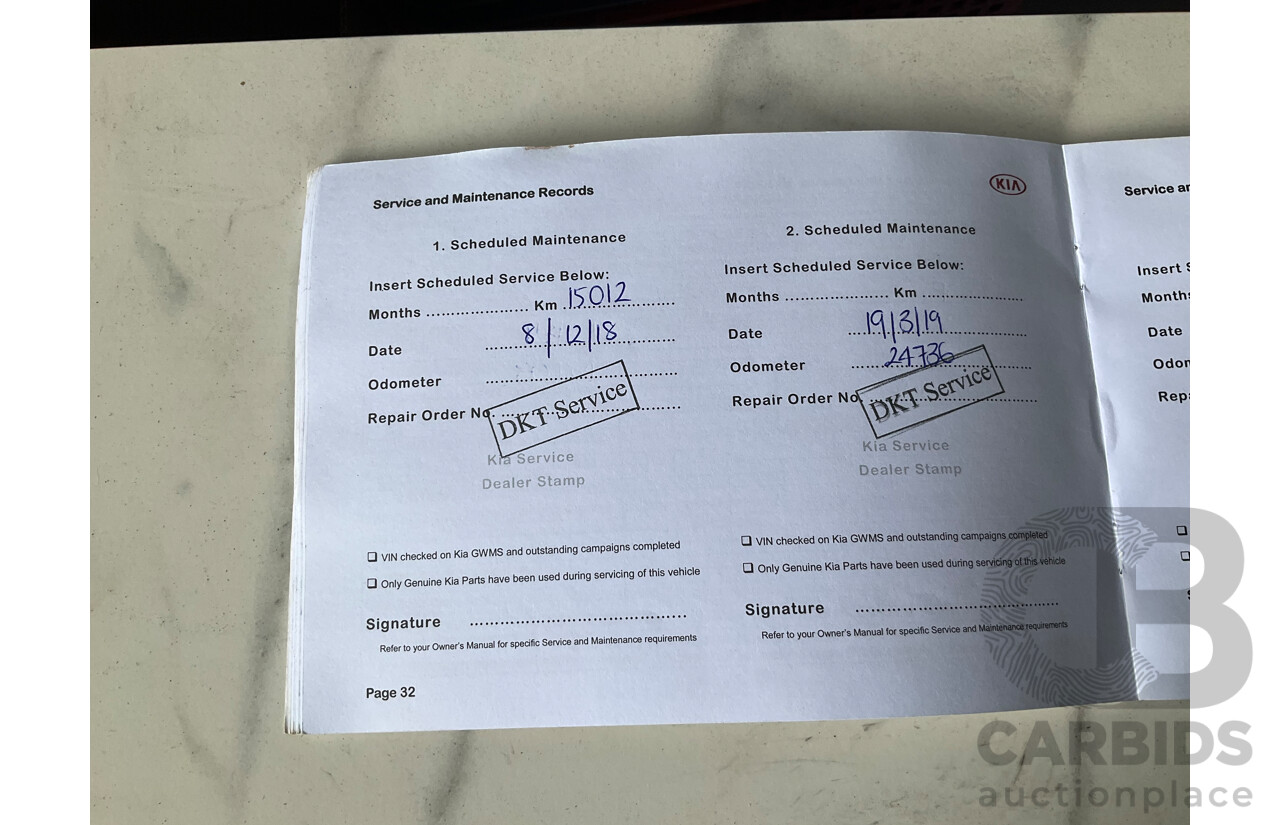 Service and Maintenance Records
KIA
1. Scheduled Maintenance
Insert Scheduled Service Below:
Months .................... Km 15012
Date 8/12/18
Odometer
Repair Order No.
DKT Service
Kia Service
Dealer Stamp
❏ VIN checked on Kia GWMS and outstanding campaigns completed
❏ Only Genuine Kia Parts have been used during servicing of this vehicle
Signature
Refer to your Owner's Manual for specific Service and Maintenance requirements
Page 32
2. Scheduled Maintenance
Insert Scheduled Service Below:
Months .................... Km ....................
Date 19/3/19
Odometer 24736
Repair Order No.
DKT Service
Kia Service
Dealer Stamp
❏ VIN checked on Kia GWMS and outstanding campaigns completed
❏ Only Genuine Kia Parts have been used during servicing of this vehicle
Signature
Refer to your Owner's Manual for specific Service and Maintenance requirements
Service
Insert
Date
CB
CARBIDS
auctionplace